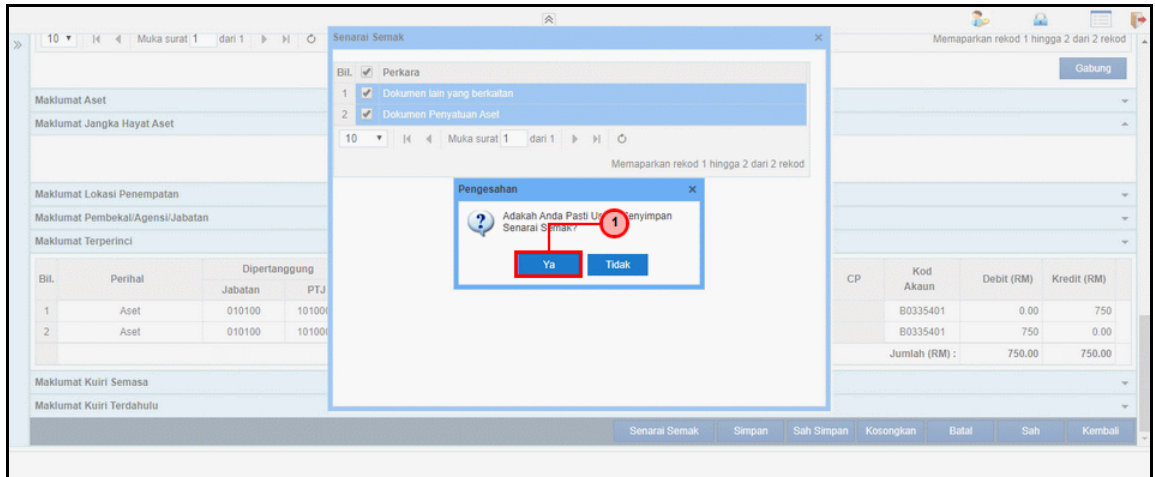 10 Muka surat 1 dari 1 Memaparkan rekod 1 hingga 2 dari 2 rekod
Gabung
Maklumat Aset
Maklumat Jangka Hayat Aset
Maklumat Lokasi Penempatan
Maklumat Pembekal/Agensi/Jabatan
Maklumat Terperinci
Bil. Perihal Dipertanggung CP Kod Akaun Debit (RM) Kredit (RM)
Jabatan PTJ
1 Aset 010100 10100 B0335401 0.00 750
2 Aset 010100 10100 B0335401 750 0.00
Jumlah (RM) : 750.00 750.00
Maklumat Kuiri Semasa
Maklumat Kuiri Terdahulu
Senarai Semak Simpan Sah Simpan Kosongkan Batal Sah Kembali
Senarai Semak
Bil. Perkara
1 Dokumen lain yang berkaitan
2 Dokumen Penyatuan Aset
10 Muka surat 1 dari 1
Memaparkan rekod 1 hingga 2 dari 2 rekod
Pengesahan
Adakah Anda Pasti Menyimpan
Senarai Semak?
1
Ya Tidak